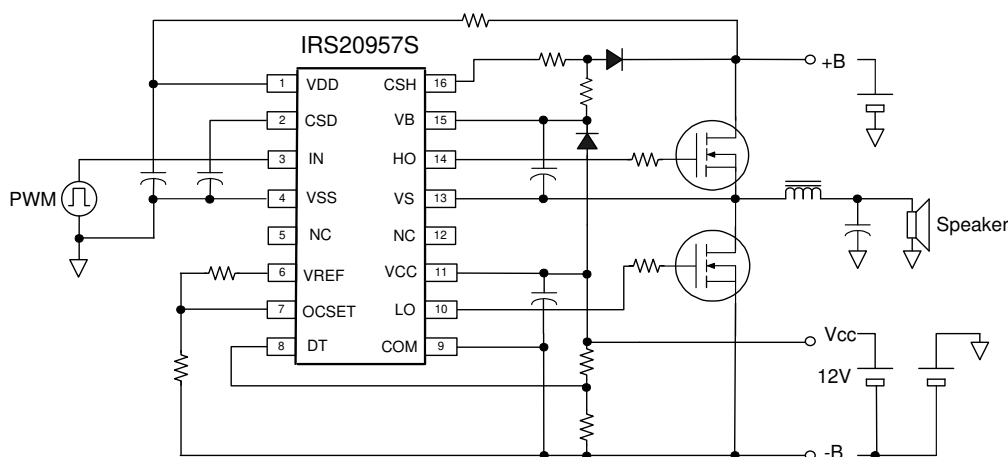 IRS20957S
1 VDD CSH 16
+B
2 CSD VB 15
3 IN HO 14
PWM
4 VSS VS 13
Speaker
5 NC NC 12
6 VREF VCC 11
7 OCSET LO 10
8 DT COM 9
Vcc
12V
-B